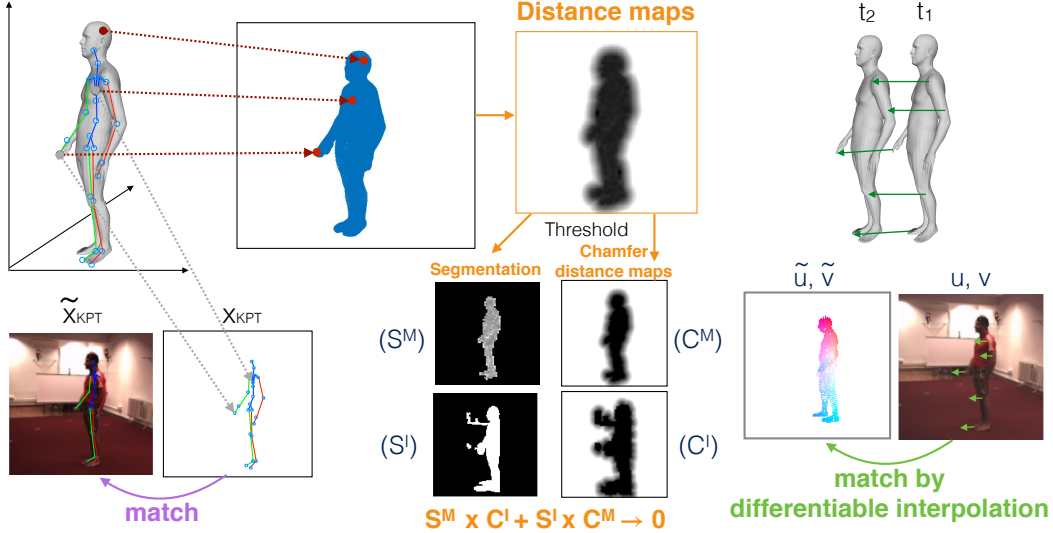 Distance maps
t₂ t₁
Threshold
Segmentation
Chamfer
distance maps
x̃KPT
xKPT
(Sᴹ)
(Cᴹ)
ũ, ṽ
u, v
(Sᴵ)
(Cᴵ)
match
Sᴹ x Cᴵ + Sᴵ x Cᴹ → 0
match by
differentiable interpolation